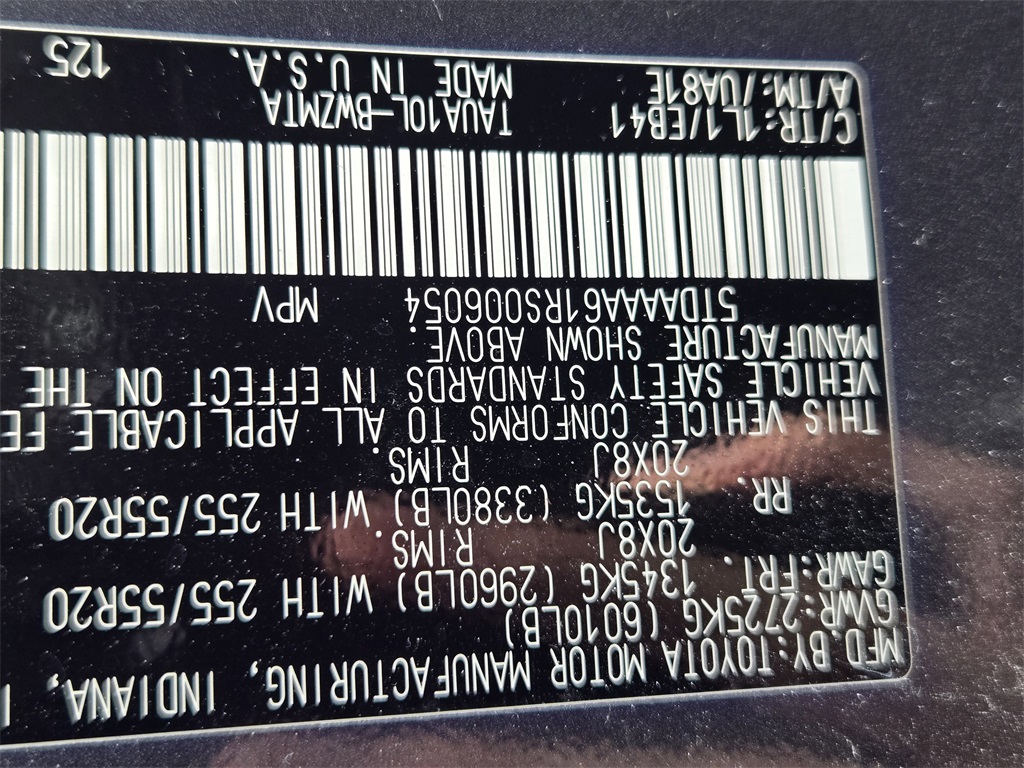 MFD. BY: TOYOTA MOTOR MANUFACTURING, INDIANA,
GVWR: 2725KG (6010LB)
GAWR: FRT. 1345KG (2960LB) WITH 255/55R20
20X8J RIMS.
RR. 1535KG (3380LB) WITH 255/55R20
20X8J RIMS.
THIS VEHICLE CONFORMS TO ALL APPLICABLE FE
VEHICLE SAFETY STANDARDS IN EFFECT ON THE
MANUFACTURE SHOWN ABOVE.
5TDAAAA61RS006054 MPV
C/TR: 1L1/EB41 TAUA10L-BWZMTA
A/TM: /UA81E MADE IN U.S.A. 125